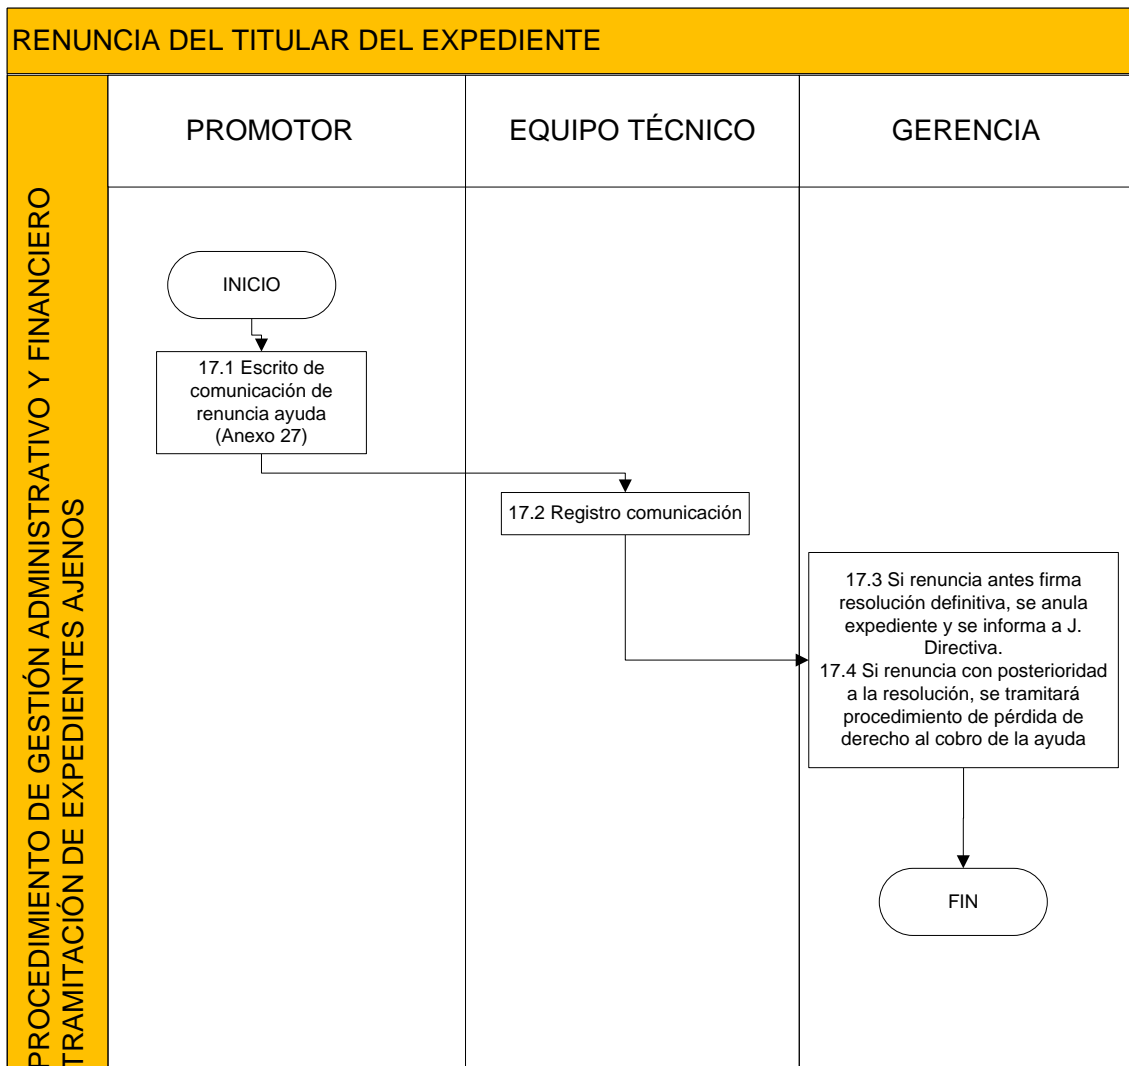 RENUNCIA DEL TITULAR DEL EXPEDIENTE
PROCEDIMIENTO DE GESTIÓN ADMINISTRATIVO Y FINANCIERO
TRAMITACIÓN DE EXPEDIENTES AJENOS
PROMOTOR
EQUIPO TÉCNICO
GERENCIA
INICIO
17.1 Escrito de
comunicación de
renuncia ayuda
(Anexo 27)
17.2 Registro comunicación
17.3 Si renuncia antes firma
resolución definitiva, se anula
expediente y se informa a J.
Directiva.
17.4 Si renuncia con posterioridad
a la resolución, se tramitará
procedimiento de pérdida de
derecho al cobro de la ayuda
FIN